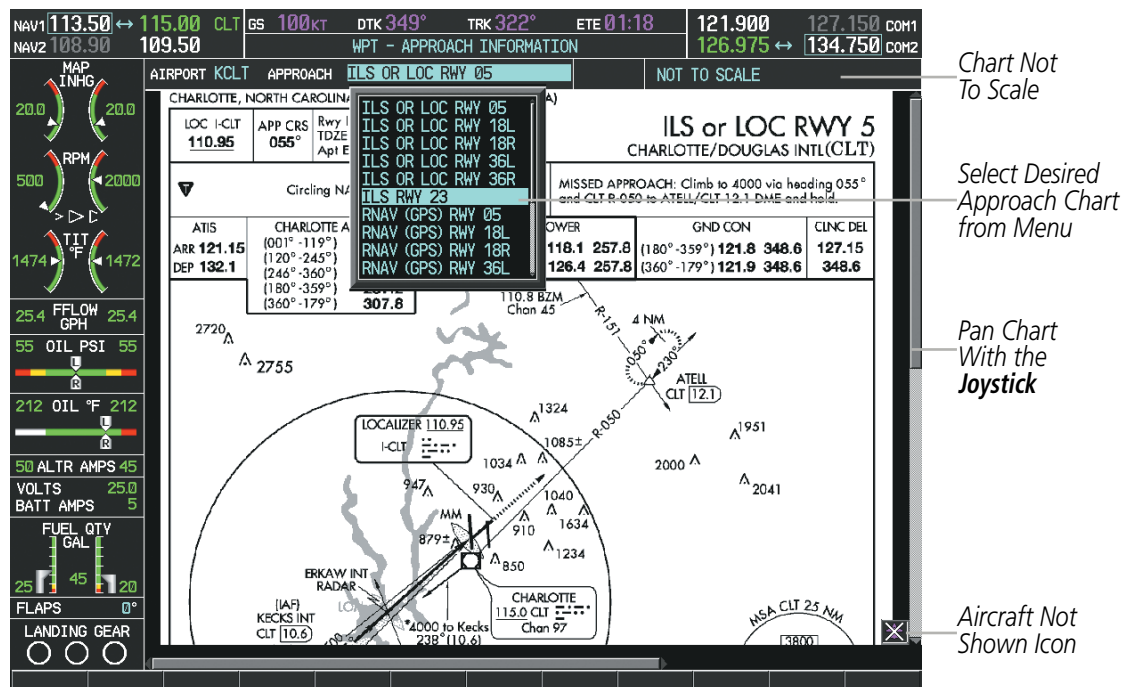 NAV1 113.50 ↔ 115.00 CLT
NAV2 108.90 109.50
GS 100KT DTK 349° TRK 322° ETE 01:18
WPT - APPROACH INFORMATION
121.900 127.150 COM1
126.975 ↔ 134.750 COM2
AIRPORT KCLT APPROACH ILS OR LOC RWY 05 NOT TO SCALE
MAP
INHG
20.0 20.0
RPM
500 2000
TIT
°F
1474 1472
FFLOW
GPH
25.4 25.4
55 OIL PSI 55
L
R
212 OIL °F 212
L
R
50 ALTR AMPS 45
VOLTS 25.0
BATT AMPS 5
FUEL QTY
GAL
25 45 20
FLAPS 0°
LANDING GEAR
ILS OR LOC RWY 05
ILS OR LOC RWY 18L
ILS OR LOC RWY 18R
ILS OR LOC RWY 36L
ILS OR LOC RWY 36R
ILS RWY 23
RNAV (GPS) RWY 05
RNAV (GPS) RWY 18L
RNAV (GPS) RWY 18R
RNAV (GPS) RWY 36L
CHARLOTTE, NORTH CAROLINA A)
LOC I-CLT
110.95
APP CRS
055°
Rwy
TDZE
Apt E
ILS or LOC RWY 5
CHARLOTTE/DOUGLAS INTL(CLT)
T
Circling NA
MISSED APPROACH: Climb to 4000 via heading 055°
and CLT R-050 to ATELL/CLT 12.1 DME and hold.
ATIS
ARR 121.15
DEP 132.1
CHARLOTTE A
(001°-119°)
(120°-245°)
(246°-360°)
(180°-359°)
(360°-179°) 307.8
OWER
118.1 257.8
126.4 257.8
GND CON
(180°-359°) 121.8 348.6
(360°-179°) 121.9 348.6
CLNC DEL
127.15
348.6
110.8 BZM
Chan 45
R-151
4 NM
050°
230°
2720
2755
ATELL
CLT 12.1
R-050
LOCALIZER 110.95
I-CLT
1324
1085±
1034
1951
2000
2041
947
930
1040
1634
910
MM
879±
1234
850
ERKAW INT
RADAR
(IAF)
KECKS INT
CLT 10.6
4000 to Kecks
238° (10.6)
CHARLOTTE
115.0 CLT
Chan 97
MSA CLT 25 NM
3800
Chart Not
To Scale
Select Desired
Approach Chart
from Menu
Pan Chart
With the
Joystick
Aircraft Not
Shown Icon